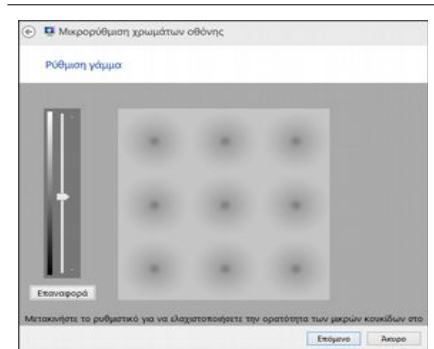 Μικρορύθμιση χρωμάτων οθόνης
Ρύθμιση γάμμα
Επαναφορά
Μετακινήστε το ρυθμιστικό για να ελαχιστοποιήσετε την ορατότητα των μικρών κουκίδων στο
Επόμενο
Άκυρο